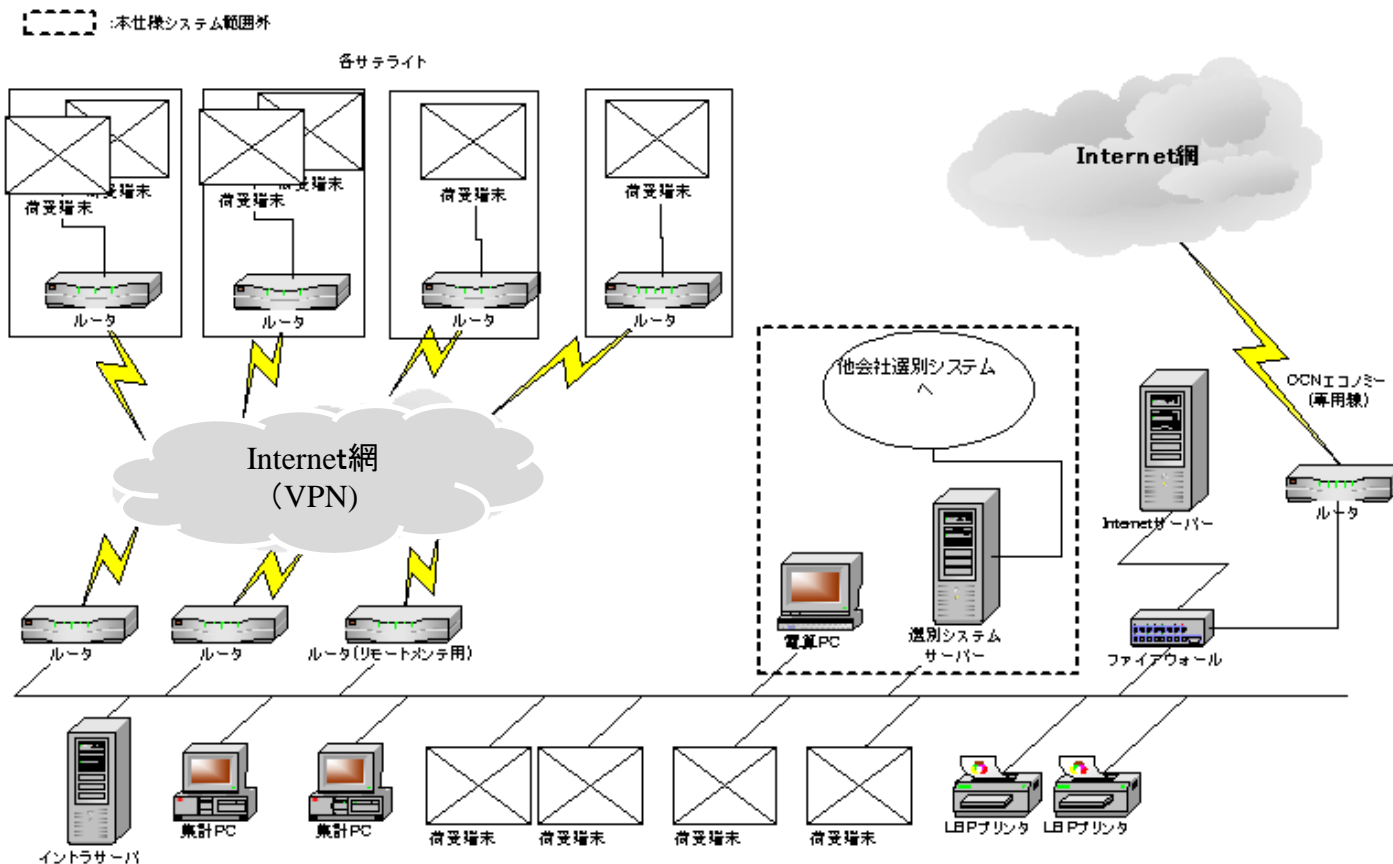 :本仕様システム範囲外
各サテライト
荷受端末
荷受端末
荷受端末
荷受端末
荷受端末
荷受端末
ルータ
ルータ
ルータ
ルータ
Internet網
Internet網
(VPN)
他会社選別システム
へ
OCNエコノミー
(専用線)
Internetサーバー
ルータ
電算PC
選別システム
サーバー
ファイアウォール
ルータ
ルータ
ルータ(リモートメンテ用)
イントラサーバ
集計PC
集計PC
荷受端末
荷受端末
荷受端末
荷受端末
LBPプリンタ
LBPプリンタ